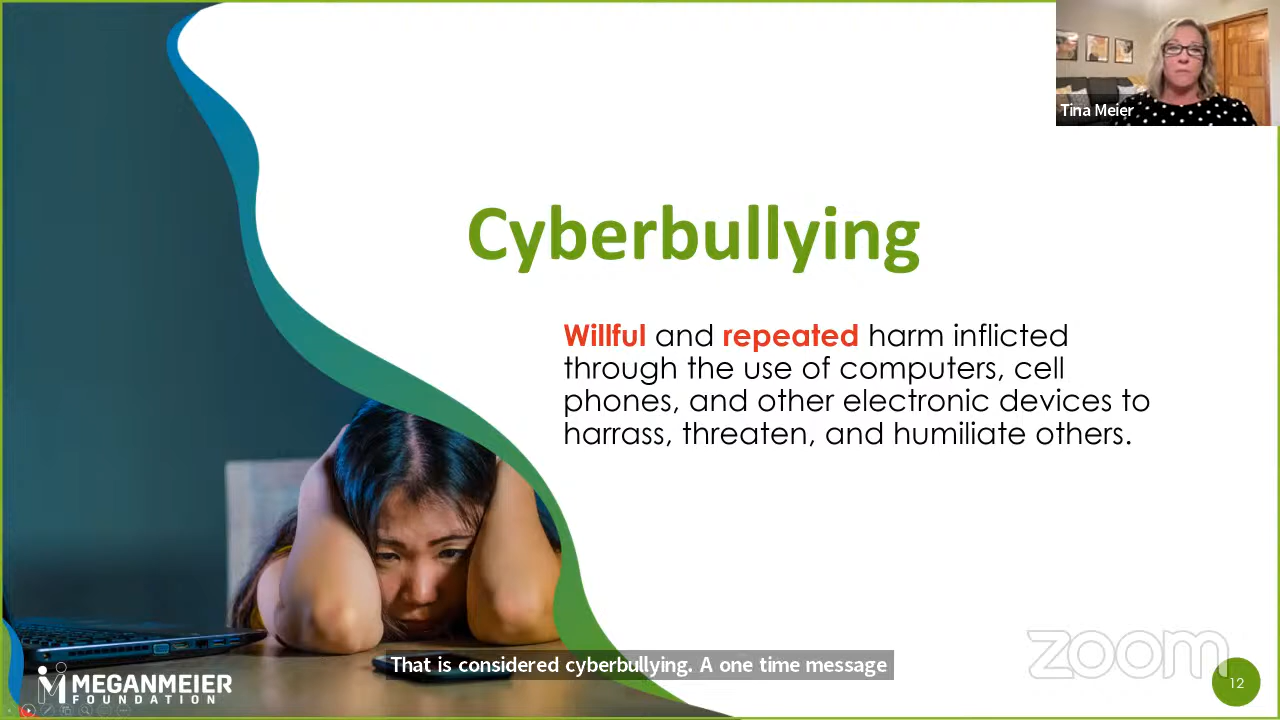 Tina Meier
Cyberbullying
Willful and repeated harm inflicted
through the use of computers, cell
phones, and other electronic devices to
harrass, threaten, and humiliate others.
That is considered cyberbullying. A one time message
MEGANMEIER
FOUNDATION
zoom
12